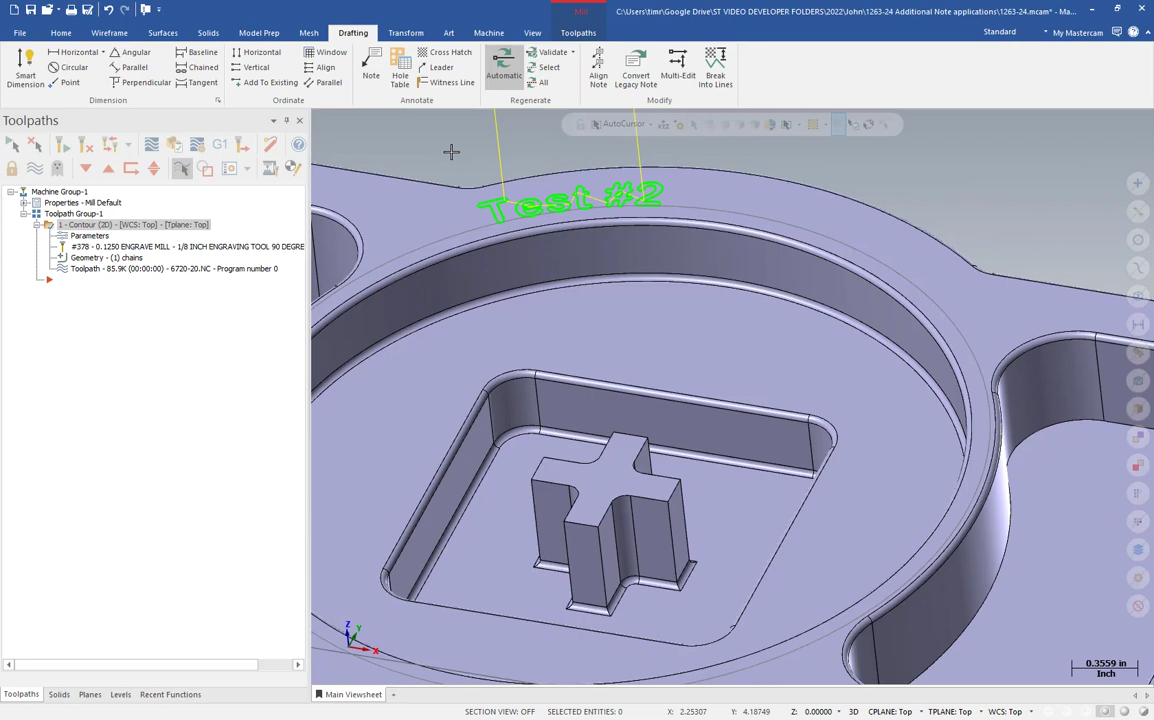 Mill
C:\users\timr\Google Drive\ST VIDEO DEVELOPER FOLDERS\2022\John\1263-24 Additional Note applications\1263-24.mcam* - Ma...
File
Home
Wireframe
Surfaces
Solids
Model Prep
Mesh
Drafting
Transform
Art
Machine
View
Toolpaths
Standard
My Mastercam
Smart Dimension
Horizontal
Angular
Baseline
Circular
Parallel
Chained
Point
Perpendicular
Tangent
Dimension
Horizontal
Window
Vertical
Align
Add To Existing
Parallel
Ordinate
Note
Hole Table
Cross Hatch
Leader
Witness Line
Annotate
Automatic
Validate
Select
All
Regenerate
Align Note
Convert Legacy Note
Multi-Edit
Break Into Lines
Modify
Toolpaths
G1
AutoCursor
XYZ
Machine Group-1
Properties - Mill Default
Toolpath Group-1
1 - Contour (2D) - [WCS: Top] - [Tplane: Top]
Parameters
#378 - 0.1250 ENGRAVE MILL - 1/8 INCH ENGRAVING TOOL 90 DEGREE
Geometry - (1) chains
Toolpath - 85.9K (00:00:00) - 6720-20.NC - Program number 0
Test #2
Z
Y
X
0.3559 in
Inch
Toolpaths
Solids
Planes
Levels
Recent Functions
Main Viewsheet
+
SECTION VIEW: OFF
SELECTED ENTITIES: 0
X: 2.25307
Y: 4.18749
Z: 0.00000
3D
CPLANE: Top
TPLANE: Top
WCS: Top